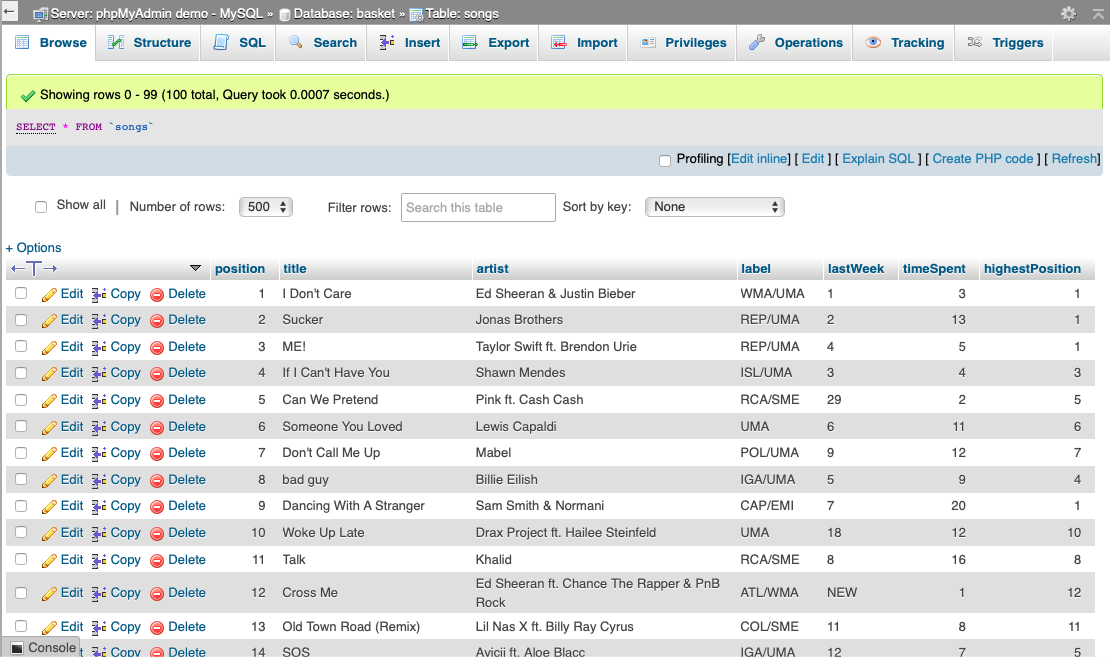 Server: phpMyAdmin demo - MySQL » Database: basket » Table: songs
Browse Structure SQL Search Insert Export Import Privileges Operations Tracking Triggers
Showing rows 0 - 99 (100 total, Query took 0.0007 seconds.)
SELECT * FROM `songs`
Profiling [Edit inline] [ Edit ] [ Explain SQL ] [ Create PHP code ] [ Refresh]
Show all | Number of rows: 500 Filter rows: Search this table Sort by key: None
+ Options
position title artist label lastWeek timeSpent highestPosition
Edit Copy Delete 1 I Don't Care Ed Sheeran & Justin Bieber WMA/UMA 1 3 1
Edit Copy Delete 2 Sucker Jonas Brothers REP/UMA 2 13 1
Edit Copy Delete 3 ME! Taylor Swift ft. Brendon Urie REP/UMA 4 5 1
Edit Copy Delete 4 If I Can't Have You Shawn Mendes ISL/UMA 3 4 3
Edit Copy Delete 5 Can We Pretend Pink ft. Cash Cash RCA/SME 29 2 5
Edit Copy Delete 6 Someone You Loved Lewis Capaldi UMA 6 11 6
Edit Copy Delete 7 Don't Call Me Up Mabel POL/UMA 9 12 7
Edit Copy Delete 8 bad guy Billie Eilish IGA/UMA 5 9 4
Edit Copy Delete 9 Dancing With A Stranger Sam Smith & Normani CAP/EMI 7 20 1
Edit Copy Delete 10 Woke Up Late Drax Project ft. Hailee Steinfeld UMA 18 12 10
Edit Copy Delete 11 Talk Khalid RCA/SME 8 16 8
Edit Copy Delete 12 Cross Me Ed Sheeran ft. Chance The Rapper & PnB Rock ATL/WMA NEW 1 12
Edit Copy Delete 13 Old Town Road (Remix) Lil Nas X ft. Billy Ray Cyrus COL/SME 11 8 11
Copy Delete 14 SOS Avicii ft. Aloe Blacc IGA/UMA 12 7 5
Console